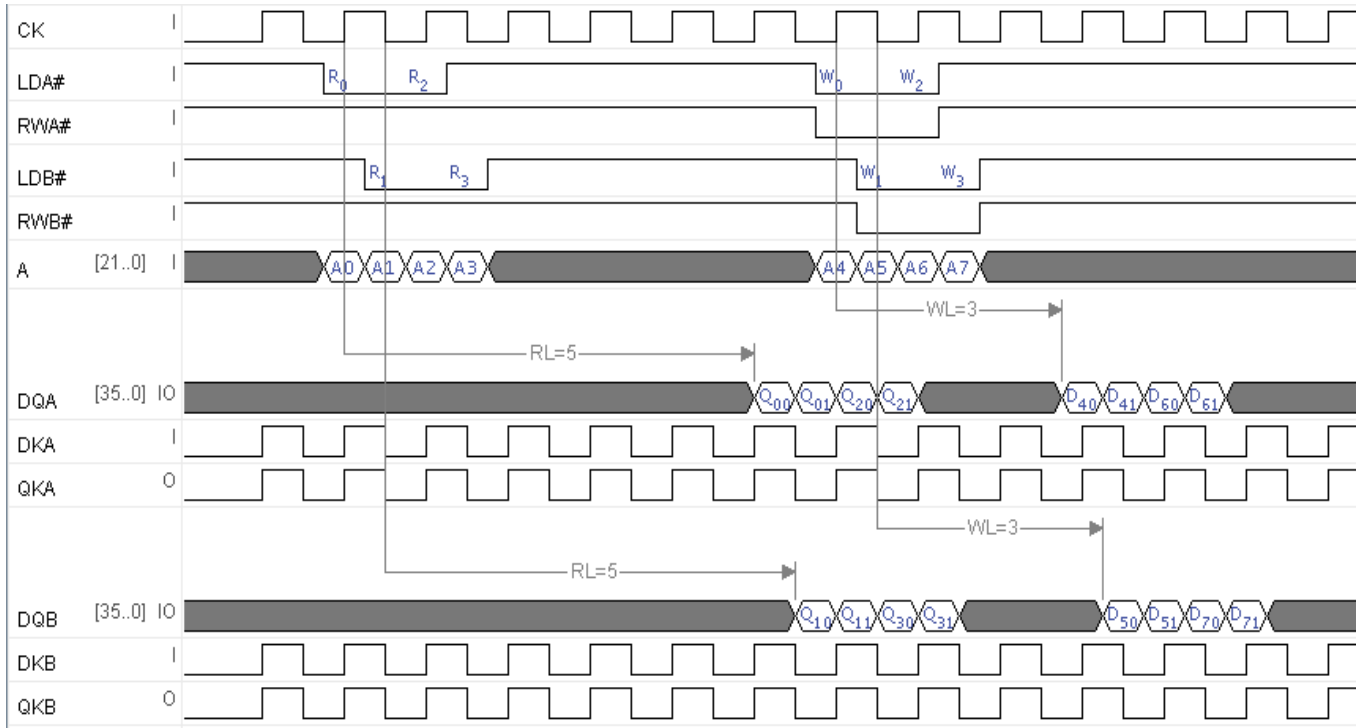 CK I
LDA# I R0 R2 W0 W2
RWA# I
LDB# I R1 R3 W1 W3
RWB# I
A [21..0] I A0 A1 A2 A3 A4 A5 A6 A7
WL=3
RL=5
DQA [35..0] IO Q00 Q01 Q20 Q21 D40 D41 D60 D61
DKA I
QKA O
WL=3
RL=5
DQB [35..0] IO Q10 Q11 Q30 Q31 D50 D51 D70 D71
DKB I
QKB O